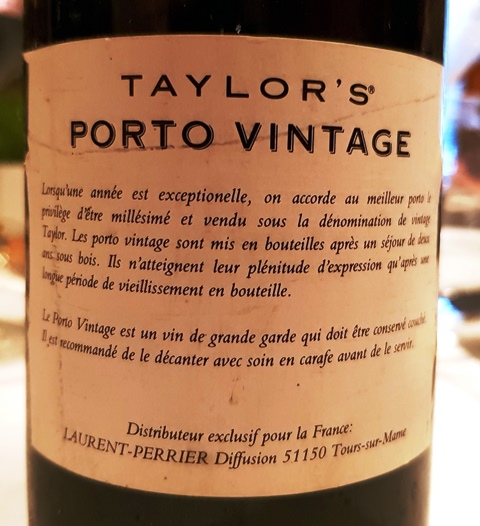 TAYLOR'S®
PORTO VINTAGE
Lorsqu'une année est exceptionelle, on accorde au meilleur porto le
privilège d'être millésimé et vendu sous la dénomination de vintage
Taylor. Les porto vintage sont mis en bouteilles après un séjour de deux
ans sous bois. Ils n'atteignent leur plénitude d'expression qu'après une
longue période de vieillissement en bouteille.
Le Porto Vintage est un vin de grande garde qui doit être conservé couché.
Il est recommandé de le décanter avec soin en carafe avant de le servir.
Distributeur exclusif pour la France:
LAURENT-PERRIER Diffusion 51150 Tours-sur-Marne